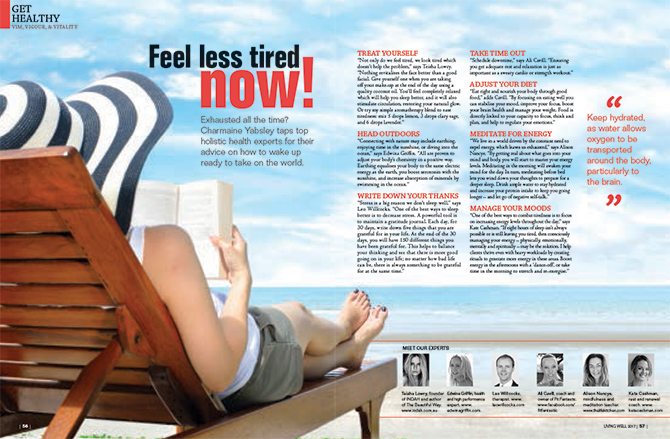 GET
HEALTHY
VIM, VIGOUR, & VITALITY
Feel less tired
now!
Exhausted all the time?
Charmaine Yabsley taps top
holistic health experts for their
advice on how to wake up
ready to take on the world.
TREAT YOURSELF
"Not only do we feel tired, we look tired which
doesn't help the problem," says Taisha Lowry.
"Nothing revitalises the face better than a good
facial. Give yourself one when you are taking
off your make-up at the end of the day using a
quality coconut oil. You'll feel completely relaxed
which will help you sleep better, and it will also
stimulate circulation, restoring your natural glow.
Or try my simple aromatherapy blend to ease
tiredness: mix 5 drops lemon, 3 drops clary sage,
and 6 drops lavender."
HEAD OUTDOORS
"Connecting with nature may include earthing,
enjoying time in the sunshine, or diving into the
ocean," says Edwina Griffin. "All are proven to
adjust your body's chemistry in a positive way.
Earthing equalises your body to the same electric
energy as the earth, you boost serotonin with the
sunshine, and increase absorption of minerals by
swimming in the ocean."
WRITE DOWN YOUR THANKS
"Stress is a big reason we don't sleep well," says
Leo Willcocks. "One of the best ways to sleep
better is to decrease stress. A powerful tool is
to maintain a gratitude journal. Each day, for
30 days, write down five things that you are
grateful for in your life. At the end of the 30
days, you will have 150 different things you
have been grateful for. This helps to balance
your thinking and see that there is more good
going on in your life; no matter how bad life
can be, there is always something to be grateful
for at the same time."
TAKE TIME OUT
"Schedule downtime," says Ali Cavill. "Ensuring
you get adequate rest and relaxation is just as
important as a sweaty cardio or strength workout."
ADJUST YOUR DIET
"Eat right and nourish your body through good
food," adds Cavill. "By focusing on eating well you
can stabilise your mood, improve your focus, boost
your brain health and manage your weight. Food is
directly linked to your capacity to focus, think and
plan, and help to regulate your emotions."
MEDITATE FOR ENERGY
"We live in a world driven by the constant need to
expel energy which leaves us exhausted," says Alison
Nancye. "By getting real about what you feed into your
mind and body, you will start to master your energy
levels. Meditating in the morning will awaken your
mind for the day. In turn, meditating before bed
lets you wind down your thoughts to prepare for a
deeper sleep. Drink ample water to stay hydrated
and increase your protein intake to keep you going
longer – and let go of negative self-talk."
MANAGE YOUR MOODS
"One of the best ways to combat tiredness is to focus
on increasing energy levels throughout the day," says
Kate Cashman. "If eight hours of sleep isn't always
possible or is still leaving you tired, then consciously
managing your energy – physically, emotionally,
mentally and spiritually – may be the solution. I help
clients thrive even with heavy workloads by creating
rituals to generate more energy in these areas. Boost
energy in the afternoons with a 'dance-off', or take
time in the morning to stretch and re-energise."
“
Keep hydrated,
as water allows
oxygen to be
transported
around the body,
particularly to
the brain.
”
MEET OUR EXPERTS
Taisha Lowry, founder
of INDAH and author
of The Beautiful Way.
www.indah.com.au
Edwina Griffin, health
and high performance
expert. www.
edwinagriffin.com.
Leo Willcocks,
therapist. www.
leowillcocks.com.
Ali Cavill, coach and
owner of Fit Fantastic.
www.facebook.com/
fitfantastic
Alison Nancye,
mindfulness and
meditation teacher.
Kate Cashman,
rest and renewal
coach. www.
katecashman.com.
| 56 |
LIVING WELL 2017 | 57 |